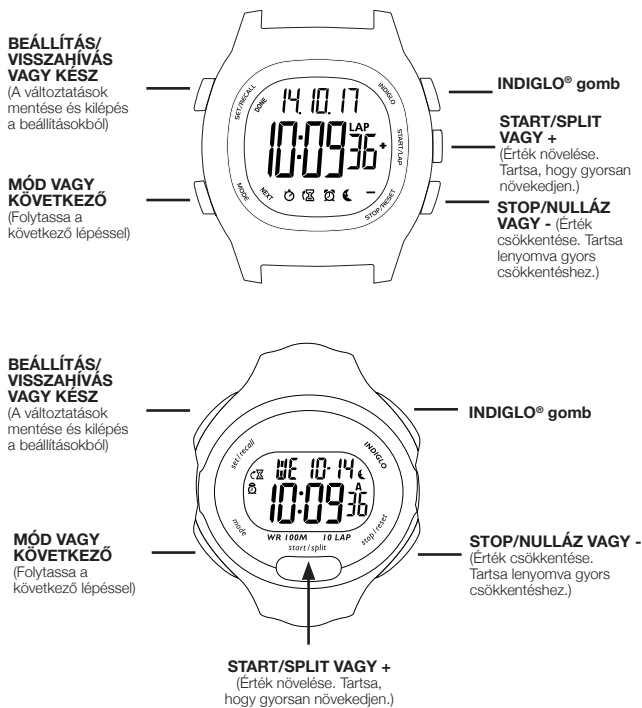 BEÁLLÍTÁS/
VISSZAHÍVÁS
VAGY KÉSZ
(A változtatások
mentése és kilépés
a beállításokból)
MÓD VAGY
KÖVETKEZŐ
(Folytassa a
következő lépéssel)
SET/RECALL
DONE
INDIGLO
14.10.17
LAP
10:09 36 +
START/LAP
MODE
NEXT
–
STOP/RESET
INDIGLO® gomb
START/SPLIT
VAGY +
(Érték növelése.
Tartsa, hogy gyorsan
növekedjen.)
STOP/NULLÁZ
VAGY - (Érték
csökkentése. Tartsa
lenyomva gyors
csökkentéshez.)
BEÁLLÍTÁS/
VISSZAHÍVÁS
VAGY KÉSZ
(A változtatások
mentése és kilépés
a beállításokból)
MÓD VAGY
KÖVETKEZŐ
(Folytassa a
következő lépéssel)
set/recall
INDIGLO
WE 10-14
A
10:09 36
mode
WR 100M 10 LAP
start/split
stop/reset
INDIGLO® gomb
STOP/NULLÁZ VAGY -
(Érték csökkentése.
Tartsa lenyomva gyors
csökkentéshez.)
START/SPLIT VAGY +
(Érték növelése. Tartsa,
hogy gyorsan növekedjen.)